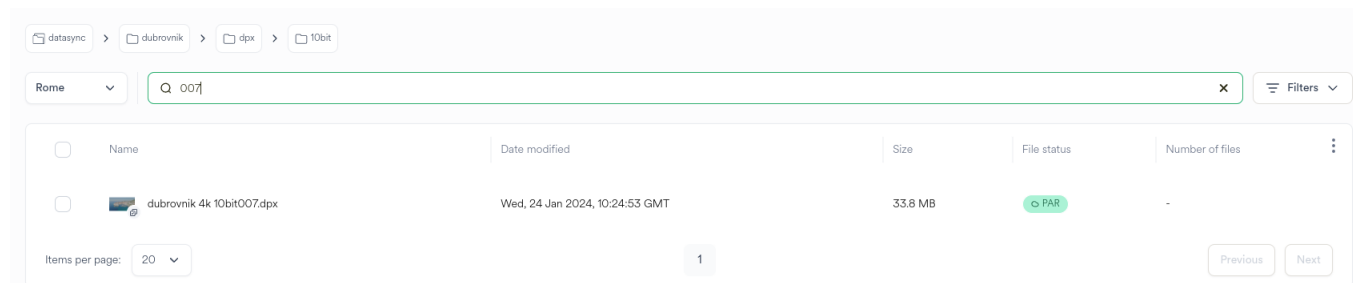 datasync > dubrovnik > dpx > 10bit
Rome 007 Filters
Name Date modified Size File status Number of files
dubrovnik 4k 10bit007.dpx Wed, 24 Jan 2024, 10:24:53 GMT 33.8 MB PAR -
Items per page: 20 1 Previous Next